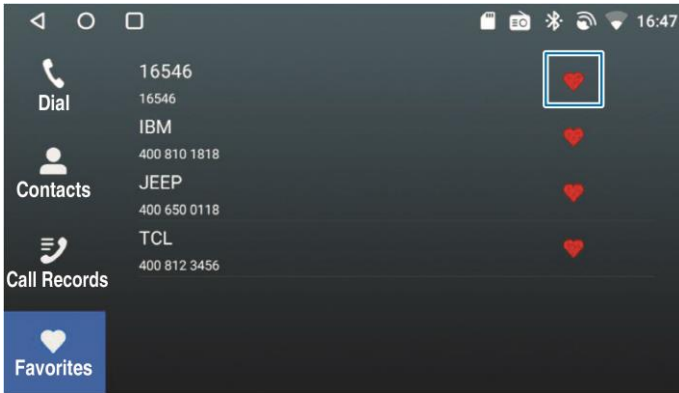 16:47
Dial
Contacts
Call Records
Favorites
16546
16546
IBM
400 810 1818
JEEP
400 650 0118
TCL
400 812 3456